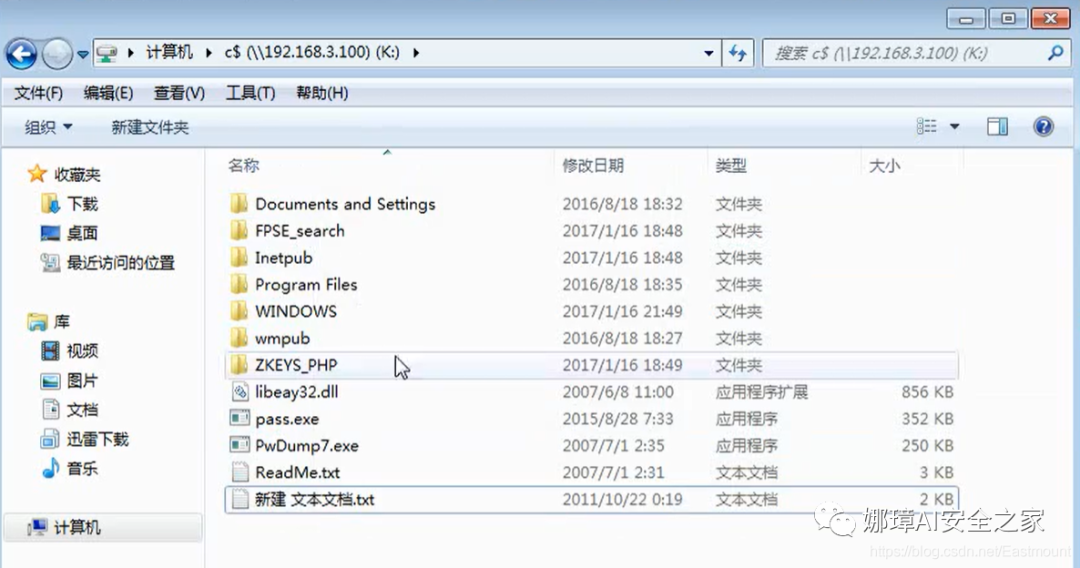 计算机 c$ (\\192.168.3.100) (K:)
搜索 c$ (\\192.168.3.100) (K:)
文件(F) 编辑(E) 查看(V) 工具(T) 帮助(H)
组织 新建文件夹
收藏夹
下载
桌面
最近访问的位置
库
视频
图片
文档
迅雷下载
音乐
计算机
名称 修改日期 类型 大小
Documents and Settings 2016/8/18 18:32 文件夹
FPSE_search 2017/1/16 18:48 文件夹
Inetpub 2017/1/16 18:48 文件夹
Program Files 2016/8/18 18:35 文件夹
WINDOWS 2017/1/16 21:49 文件夹
wmpub 2016/8/18 18:27 文件夹
ZKEYS_PHP 2017/1/16 18:49 文件夹
libeay32.dll 2007/6/8 11:00 应用程序扩展 856 KB
pass.exe 2015/8/28 7:33 应用程序 352 KB
PwDump7.exe 2007/7/1 2:35 应用程序 250 KB
ReadMe.txt 2007/7/1 2:31 文本文档 3 KB
新建 文本文档.txt 2011/10/22 0:19 文本文档 2 KB
娜璋AI安全之家
https://blog.csdn.net/Eastmount